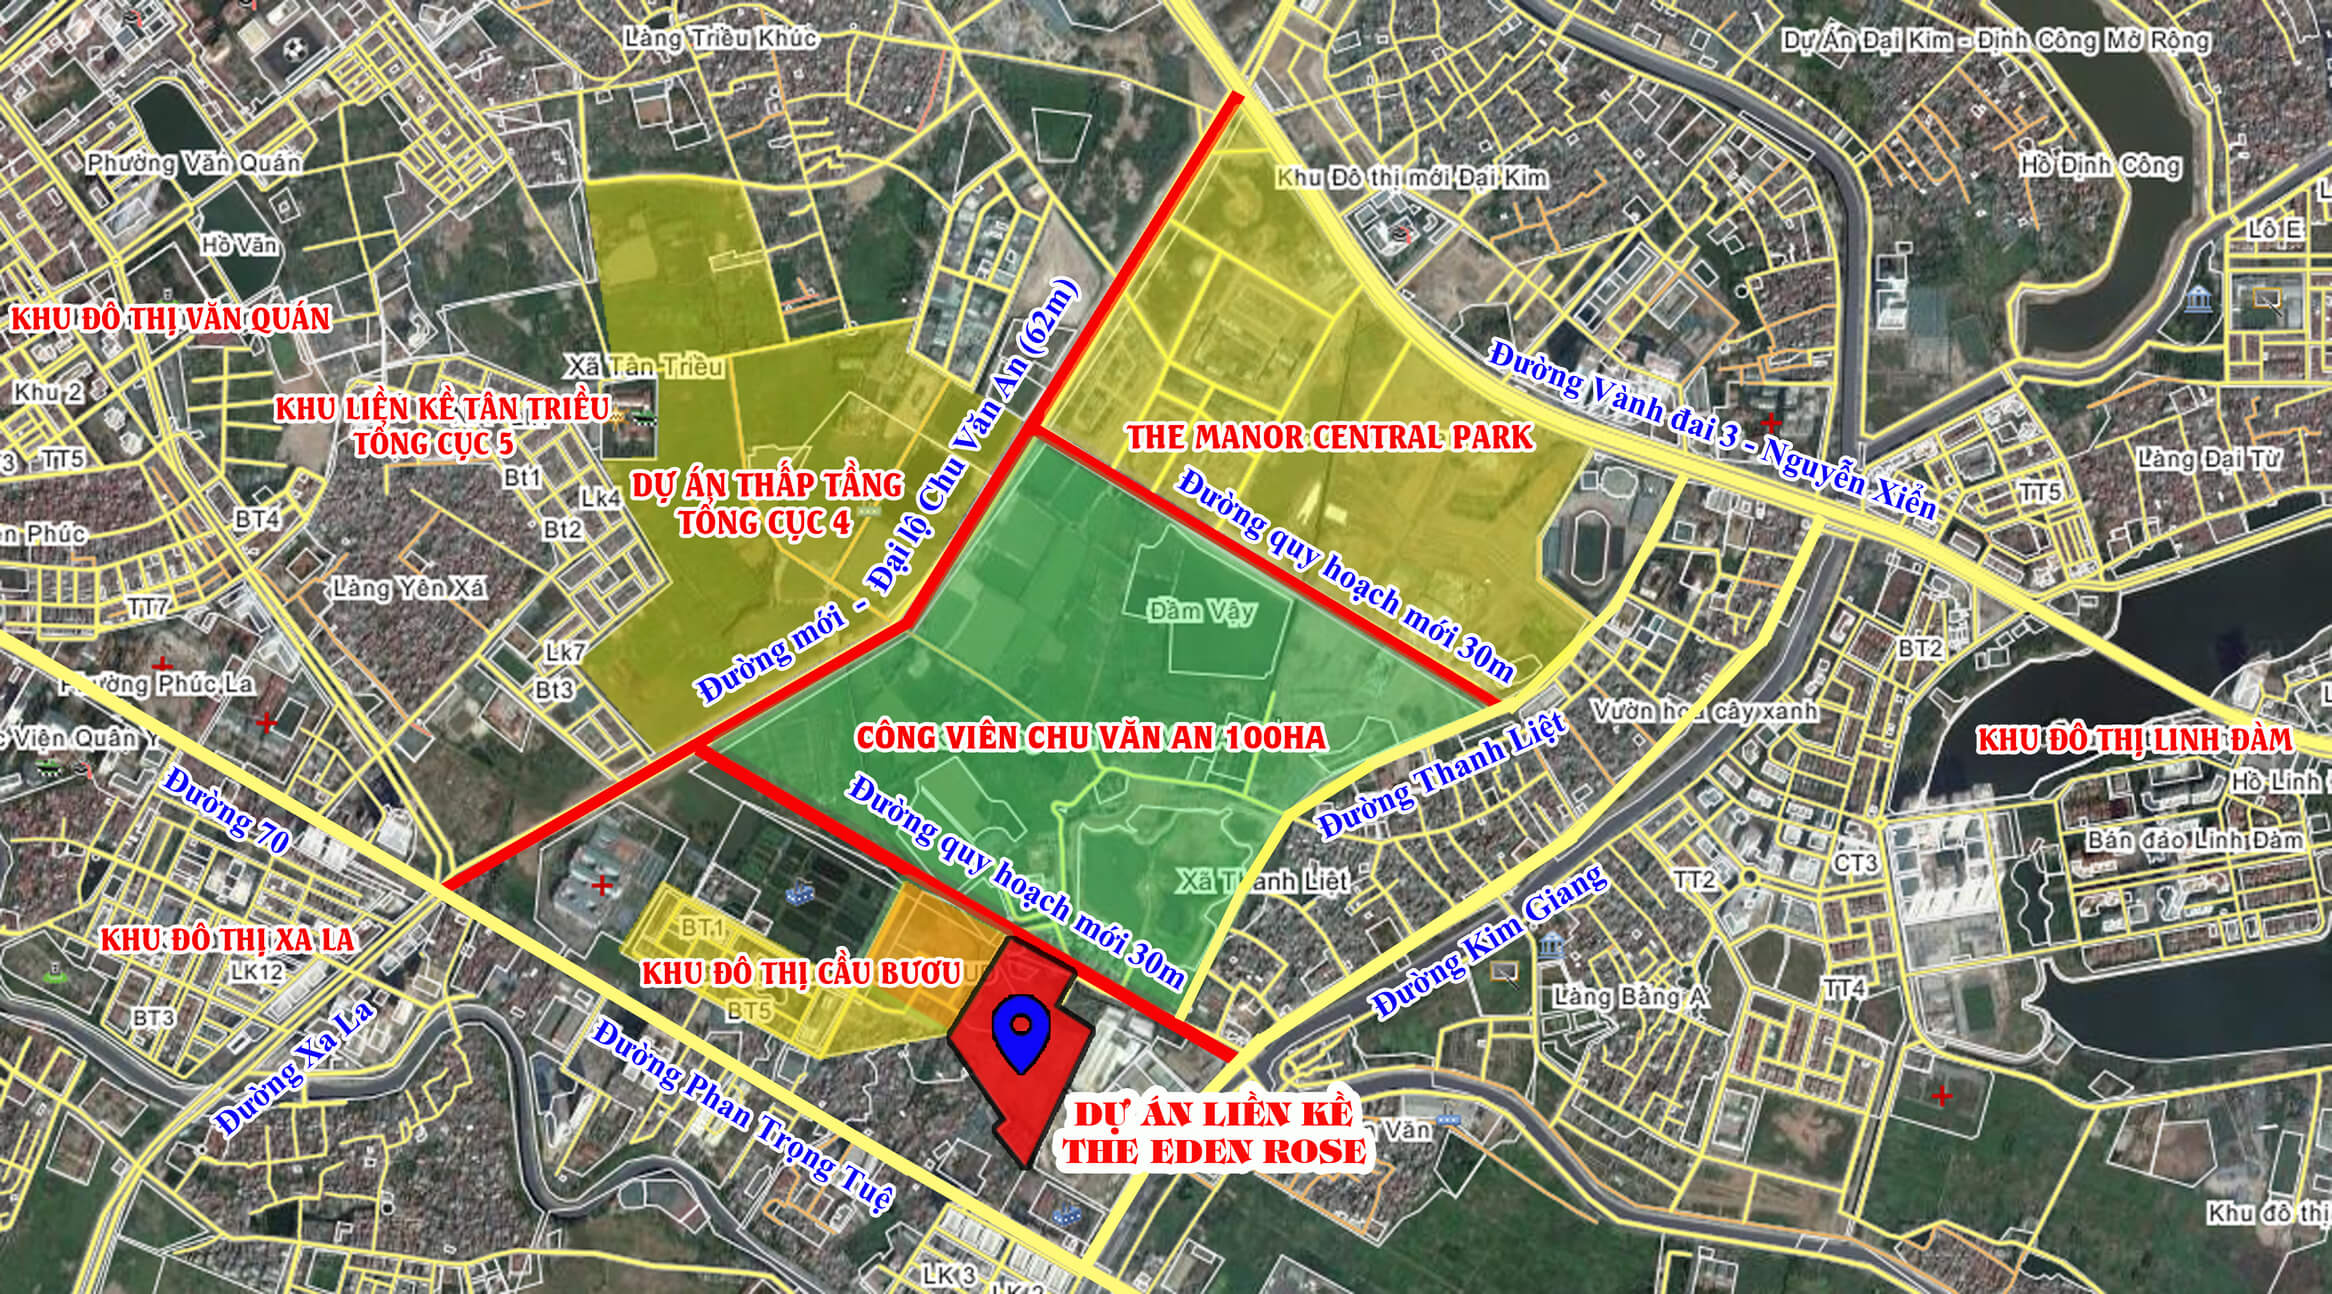 Làng Triều Khúc
Dự Án Đại Kim - Định Công Mở Rộng
Phường Văn Quán
Hồ Định Công
Khu Đô thị mới Đại Kim
Lô E
Hồ Văn
KHU ĐÔ THỊ VĂN QUÁN
Xã Tân Triều
Khu 2
KHU LIỀN KỀ TÂN TRIỀU
TỔNG CỤC 5
THE MANOR CENTRAL PARK
Đường Vành đai 3 - Nguyễn Xiển
TT5
Làng Đại Từ
TT5
Bt1
Lk4
DỰ ÁN THẤP TẦNG
TỔNG CỤC 4
BT4
Bt2
Đường mới - Đại lộ Chu Văn An (62m)
Đường quy hoạch mới 30m
Làng Yên Xá
TT7
Đầm Vậy
Lk7
Bt3
BT2
Phường Phúc La
Vườn hoa cây xanh
Viện Quân Y
CÔNG VIÊN CHU VĂN AN 100HA
KHU ĐÔ THỊ LINH ĐÀM
Hồ Linh
Đường 70
Đường quy hoạch mới 30m
Đường Thanh Liệt
Bán đảo Linh Đàm
Xã Thanh Liệt
TT2
CT3
KHU ĐÔ THỊ XA LA
LK12
BT1
KHU ĐÔ THỊ CẦU BƯƠU
Đường Kim Giang
Làng Bằng A
TT4
BT3
BT5
Đường Xa La
Đường Phan Trọng Tuệ
DỰ ÁN LIỀN KỀ
THE EDEN ROSE
Văn
Khu đô thị
LK 3